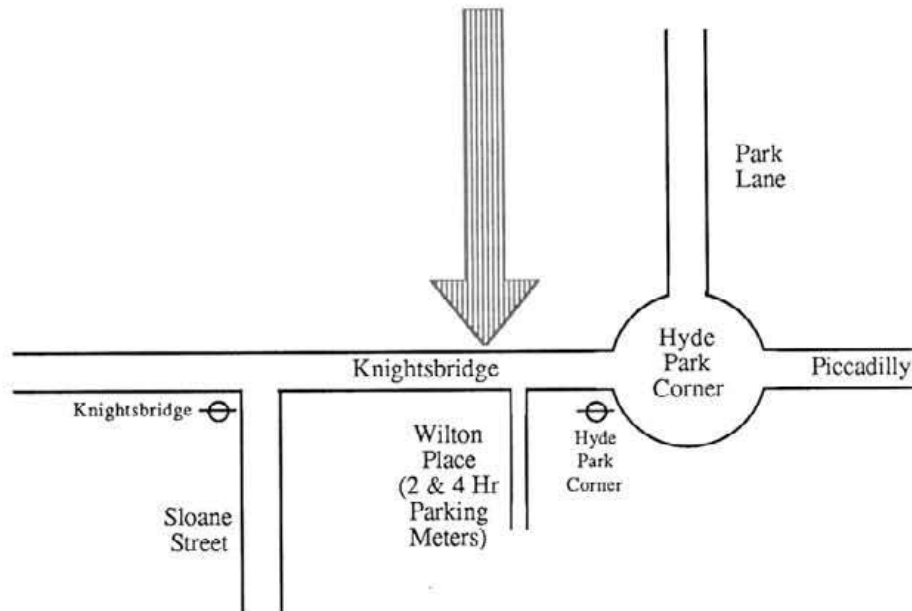 Park
Lane
Hyde
Park
Corner
Knightsbridge
Piccadilly
Knightsbridge
Wilton
Place
(2 & 4 Hr
Parking
Meters)
Hyde
Park
Corner
Sloane
Street